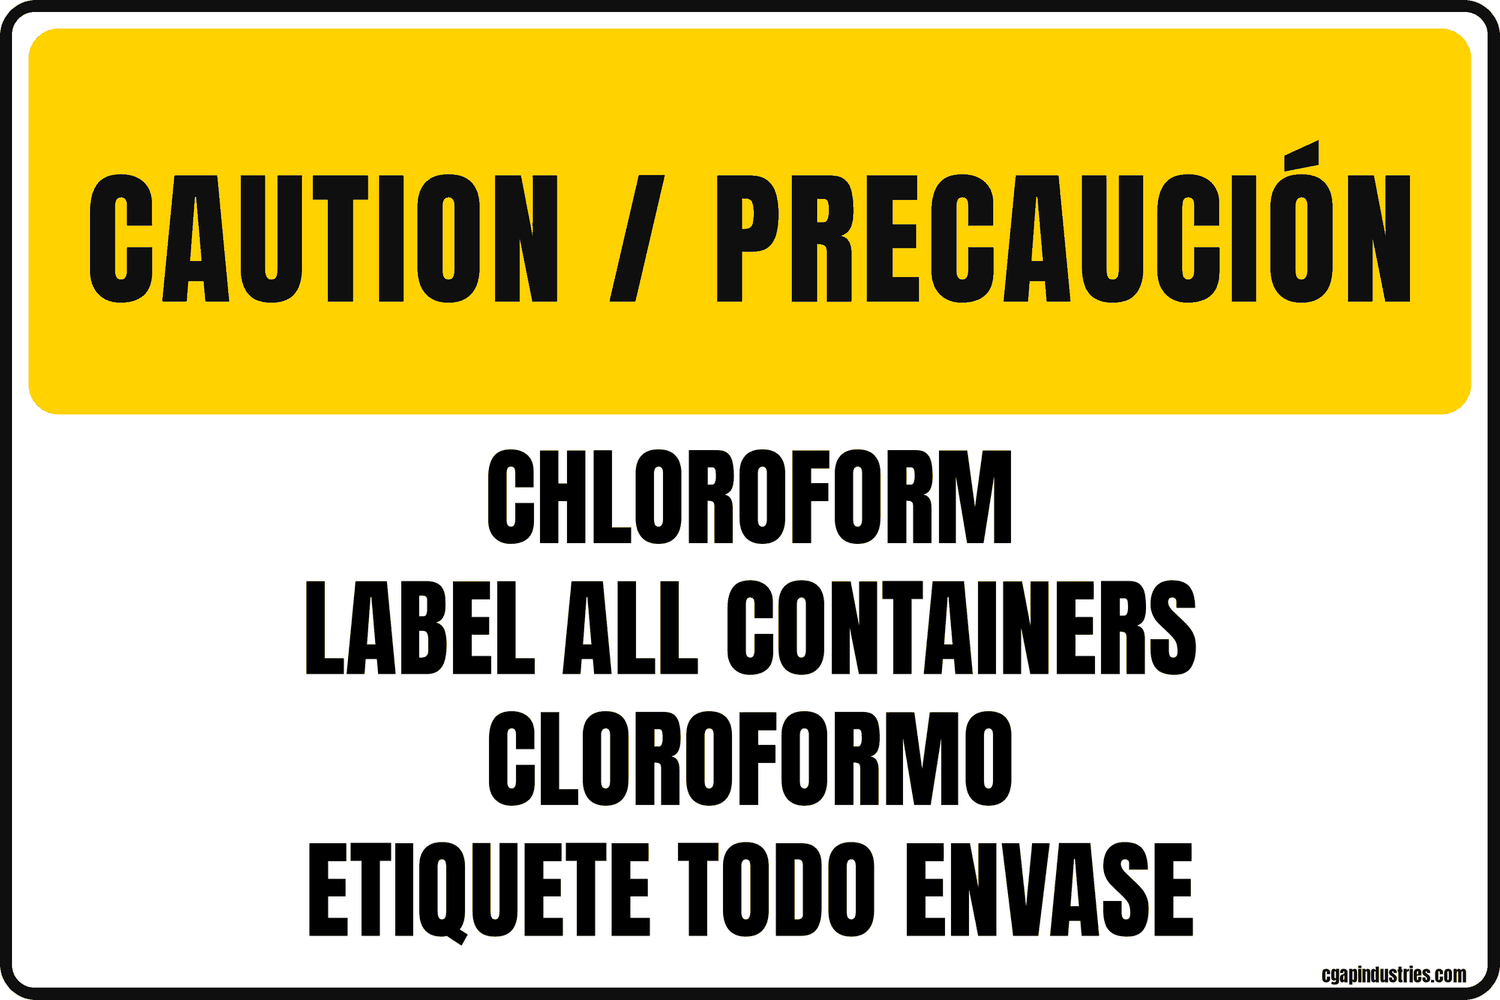 CAUTION / PRECAUCIÓN
CHLOROFORM
LABEL ALL CONTAINERS
CLOROFORMO
ETIQUETE TODO ENVASE
cgapindustries.com